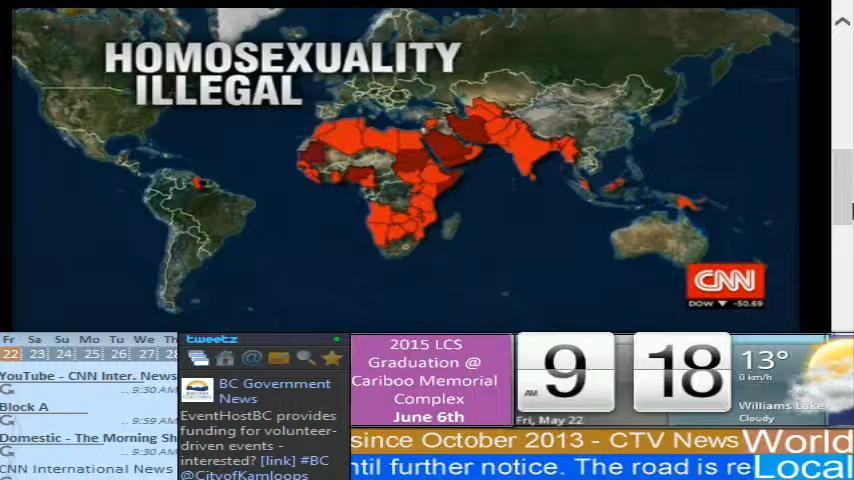 HOMOSEXUALITY
ILLEGAL
CNN
DOW ▼ -50.69
Fr Sa Su Mo Tu We Th
22 23 24 25 26 27 28
YouTube - CNN Inter. News
.. 9:30 AM
Block A
.. 9:59 AM
Domestic - The Morning Sh
.. 9:30 AM
CNN International News
tweetz
BC Government
News
EventHostBC provides
funding for volunteer-
driven events -
interested? [link] #BC
@CityofKamloops
2015 LCS
Graduation @
Cariboo Memorial
Complex
June 6th
AM 9 18
Fri, May 22
13°
0 km/h
Williams Lake
Cloudy
since October 2013 - CTV News World
ntil further notice. The road is re Local